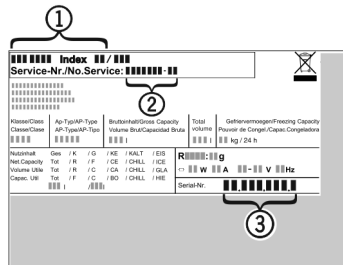 1
Index /
Service-Nr./No.Service: -
2
Klasse/Class Ap-Typ/AP-Type Bruttoinhalt/Gross Capacity Total Gefriervermoegen/Freezing Capacity
Classe/Clase AP-Type/AP-Tipo Volume Brut/Capacidad Bruta volume Pouvoir de Congel./Capac.Congeladora
l l kg / 24 h
Nutzinhalt Ges / K / G / KE / KALT / EIS
Net.Capacity Tot / R / F / CE / CHILL / ICE
Volume Utile Tot / R / C / CA / CHILL / GLA
Capac. Util Tot / F / C / BO / CHILL / HIE
l / l
R : g
W A - V Hz
Serial-Nr. . . .
3